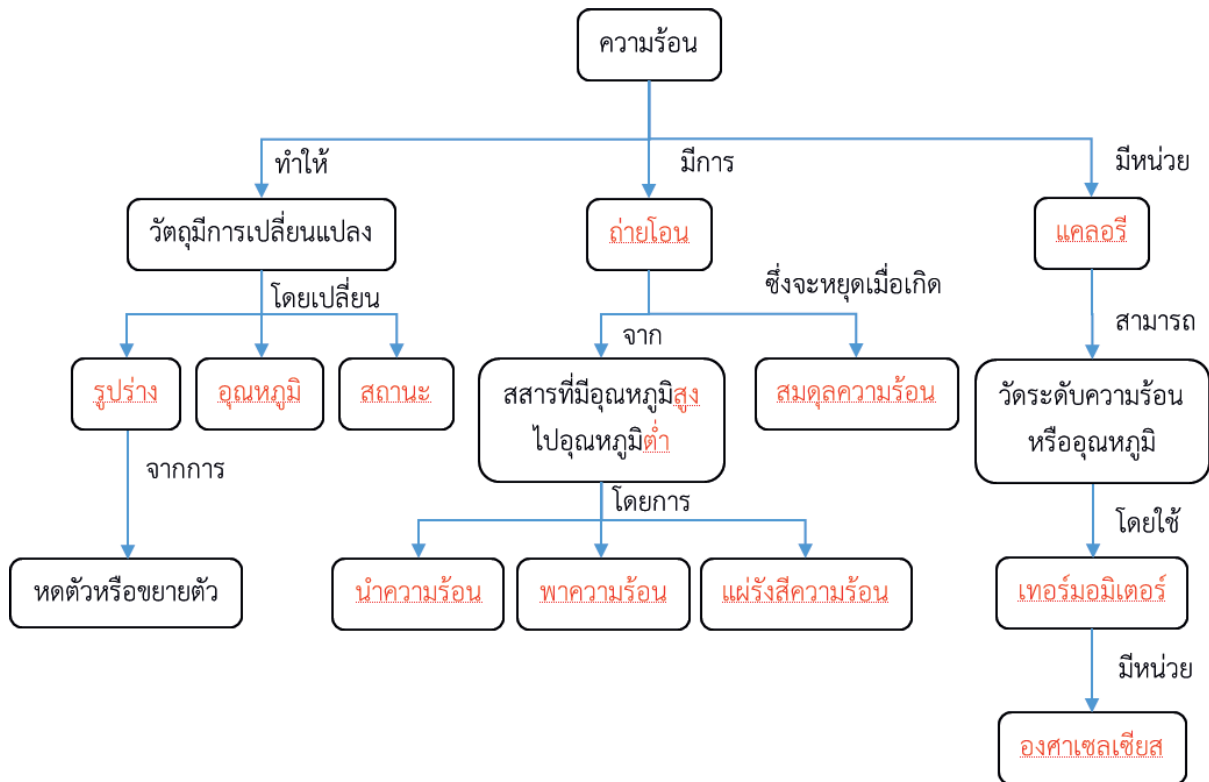 ความร้อน
ทำให้
มีการ
มีหน่วย
วัตถุมีการเปลี่ยนแปลง
ถ่ายโอน
แคลอรี
โดยเปลี่ยน
ซึ่งจะหยุดเมื่อเกิด
จาก
สามารถ
รูปร่าง
อุณหภูมิ
สถานะ
สสารที่มีอุณหภูมิสูง
ไปอุณหภูมิต่ำ
สมดุลความร้อน
วัดระดับความร้อน
หรืออุณหภูมิ
จากการ
โดยการ
โดยใช้
หดตัวหรือขยายตัว
นำความร้อน
พาความร้อน
แผ่รังสีความร้อน
เทอร์มอมิเตอร์
มีหน่วย
องศาเซลเซียส